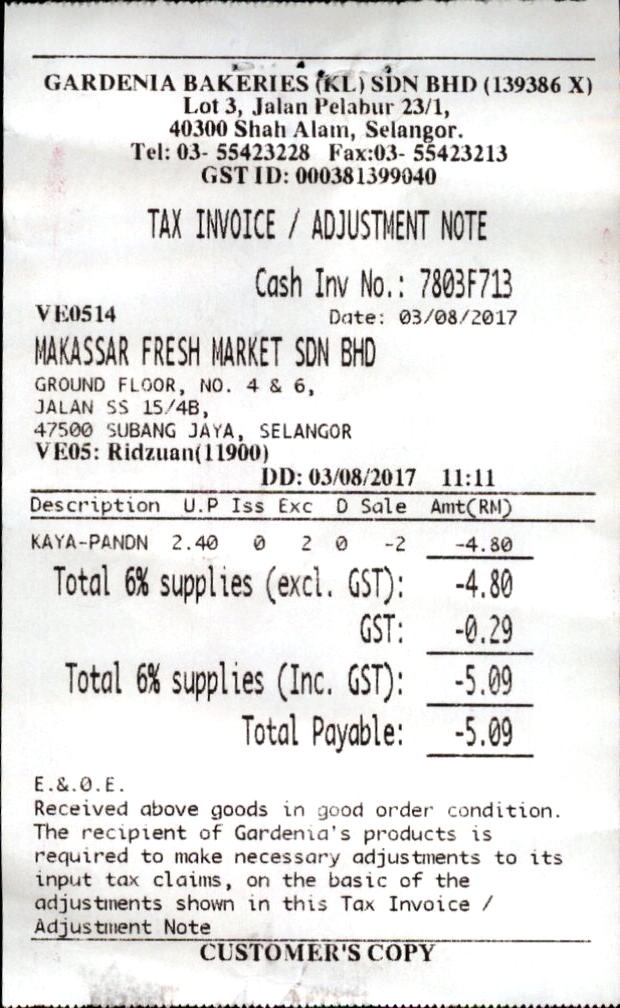 GARDENIA BAKERIES (KL) SDN BHD (139386 X)
Lot 3, Jalan Pelabur 23/1,
40300 Shah Alam, Selangor.
Tel: 03- 55423228 Fax:03- 55423213
GST ID: 000381399040
TAX INVOICE / ADJUSTMENT NOTE
Cash Inv No.: 7803F713
VE0514 Date: 03/08/2017
MAKASSAR FRESH MARKET SDN BHD
GROUND FLOOR, NO. 4 & 6,
JALAN SS 15/4B,
47500 SUBANG JAYA, SELANGOR
VE05: Ridzuan(11900)
DD: 03/08/2017 11:11
Description U.P Iss Exc D Sale Amt(RM)
KAYA-PANDN 2.40 0 2 0 -2 -4.80
Total 6% supplies (excl. GST): -4.80
GST: -0.29
Total 6% supplies (Inc. GST): -5.09
Total Payable: -5.09
E.&.O.E.
Received above goods in good order condition.
The recipient of Gardenia's products is
required to make necessary adjustments to its
input tax claims, on the basic of the
adjustments shown in this Tax Invoice /
Adjustment Note
CUSTOMER'S COPY